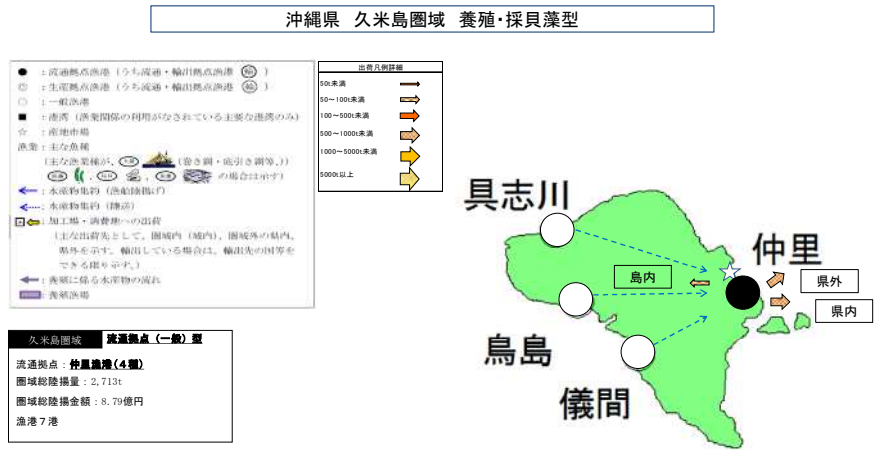 沖縄県　久米島圏域　養殖・採貝藻型
● ：流通拠点漁港（うち流通・輸出拠点漁港 輸 ）
◎ ：生産拠点漁港（うち流通・輸出拠点漁港 輸 ）
○ ：一般漁港
■ ：港湾（漁業関係の利用がなされている主要な港湾のみ）
☆ ：産地市場
漁業：主な魚種
（主な漁業種が、（巻き網・底引き網等、））
の場合は示す）
：水産物集約（漁船陸揚げ）
：水産物集約（陸送）
：加工場・消費地への出荷
（主な出荷先として、圏域内（域内）、圏域外の県内、
県外を示す。輸出している場合は、輸出先の国等を
できる限り示す。）
：養殖に係る水産物の流れ
：養殖漁場
出荷凡例詳細
50t未満
50～100t未満
100～500t未満
500～1000t未満
1000～5000t未満
5000t以上
久米島圏域　流通拠点（一般）型
流通拠点：仲里漁港(４種)
圏域総陸揚量：2,713t
圏域総陸揚金額：8.79億円
漁港７港
具志川
仲里
島内
県外
県内
鳥島
儀間